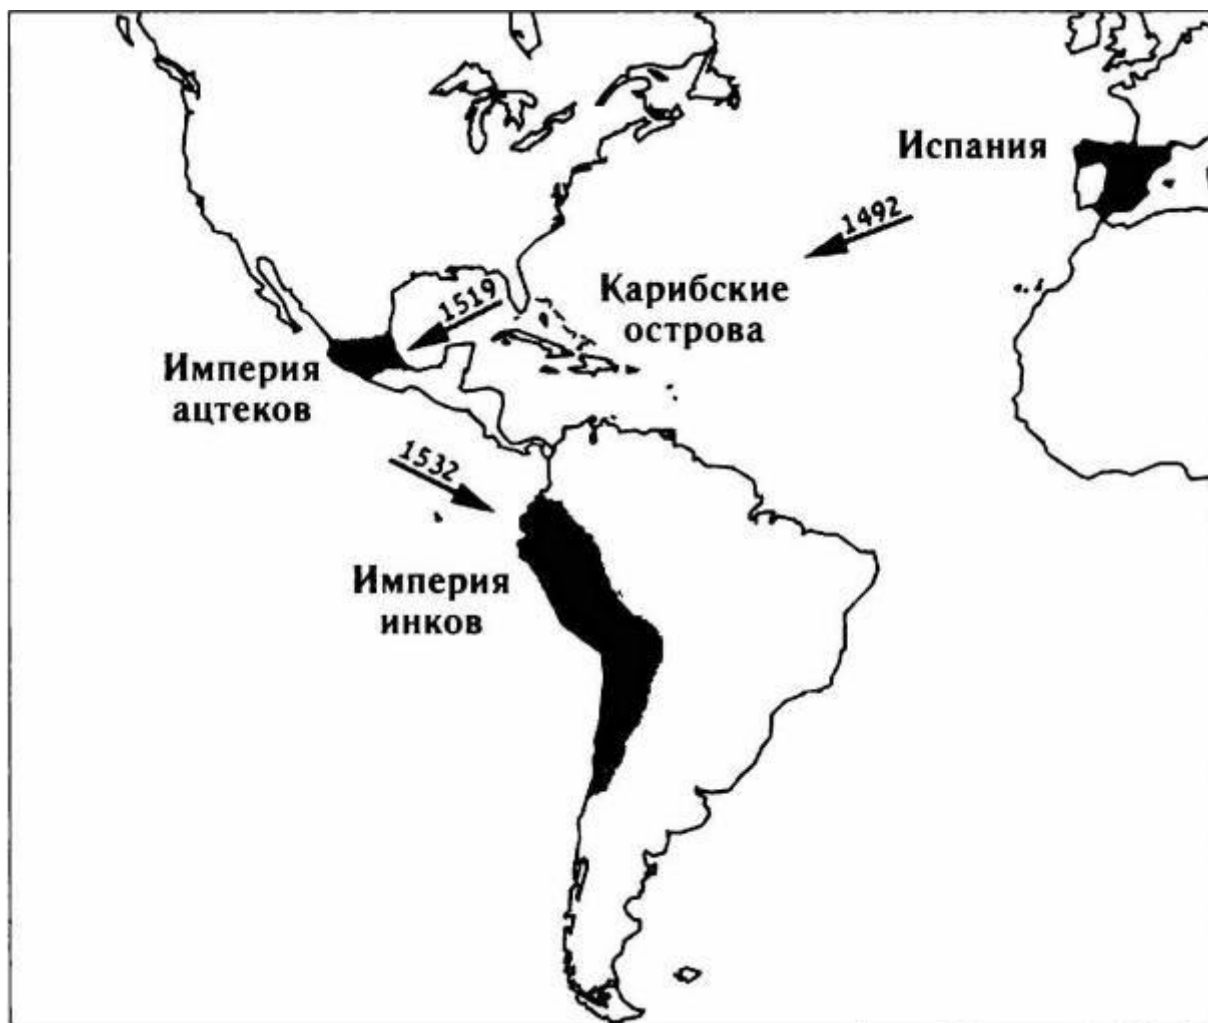 Испания
1492
1519
Карибские
острова
Империя
ацтеков
1532
Империя
инков